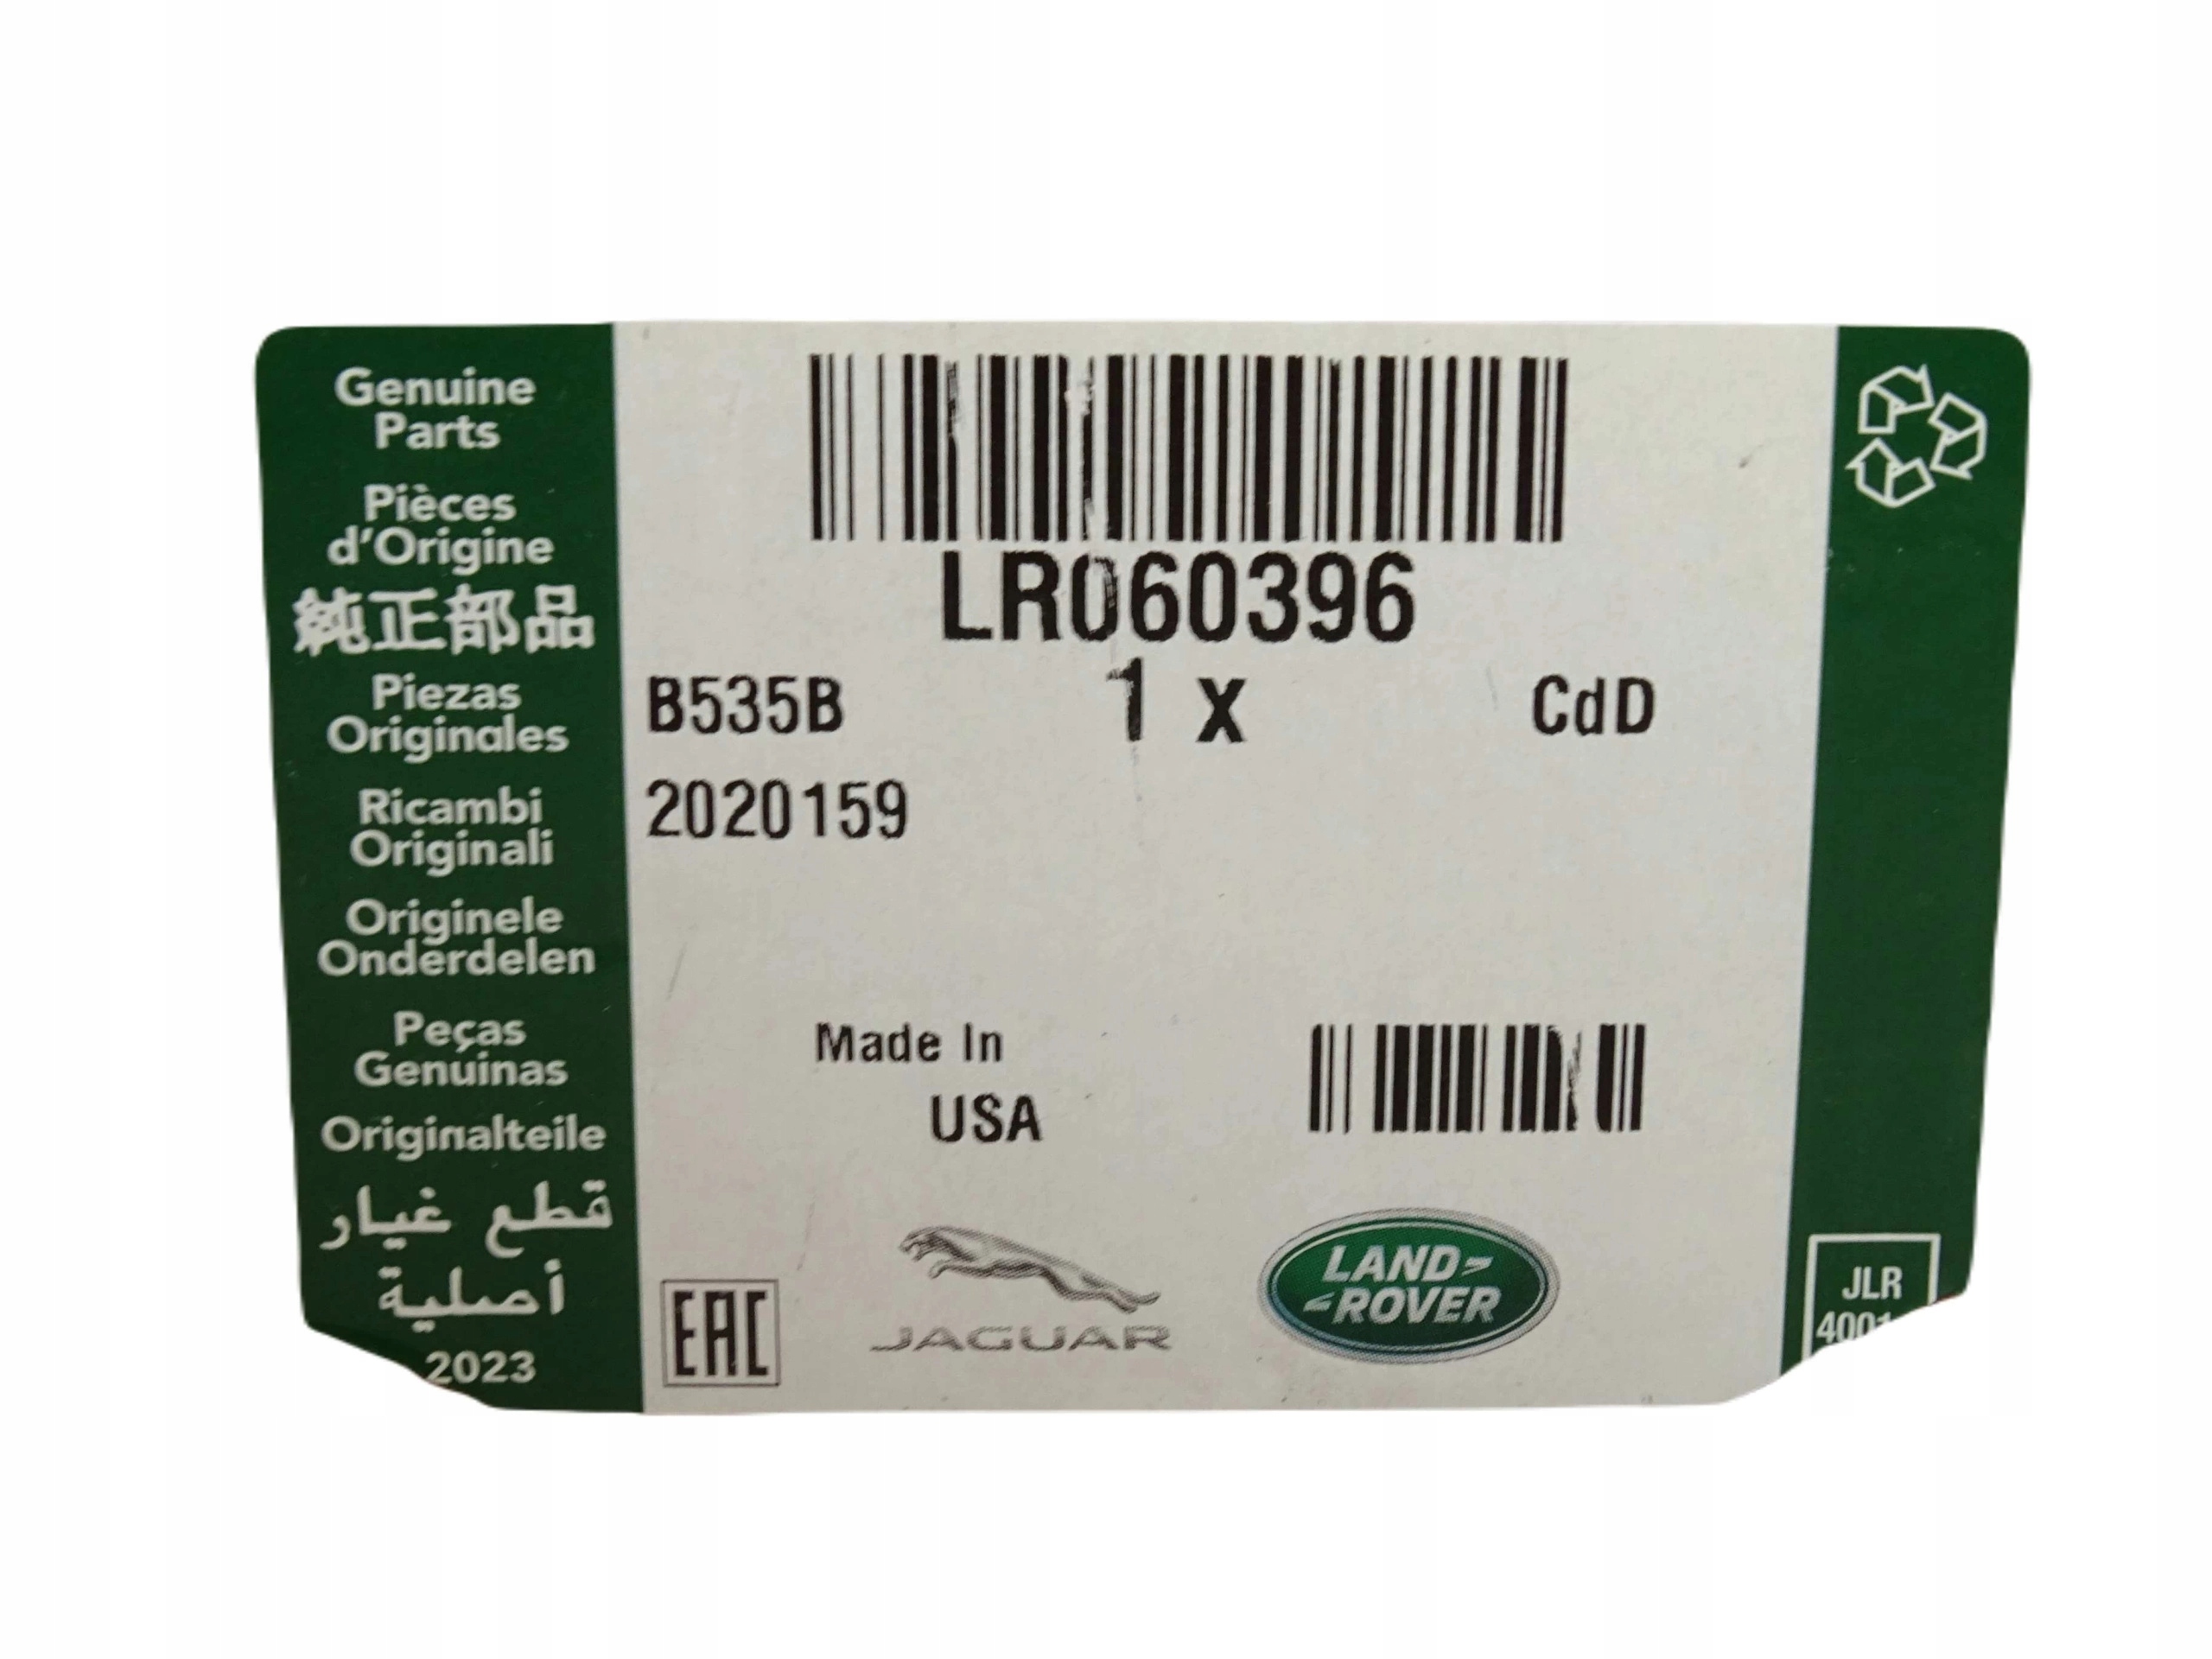 Genuine
Parts
Pièces
d'Origine
純正部品
Piezas
Originales
Ricambi
Originali
Originele
Onderdelen
Peças
Genuinas
Originalteile
قطع غيار
أصلية
2023
LR060396
B535B 1 x CdD
2020159
Made In
USA
EAC
JAGUAR
LAND
ROVER
JLR